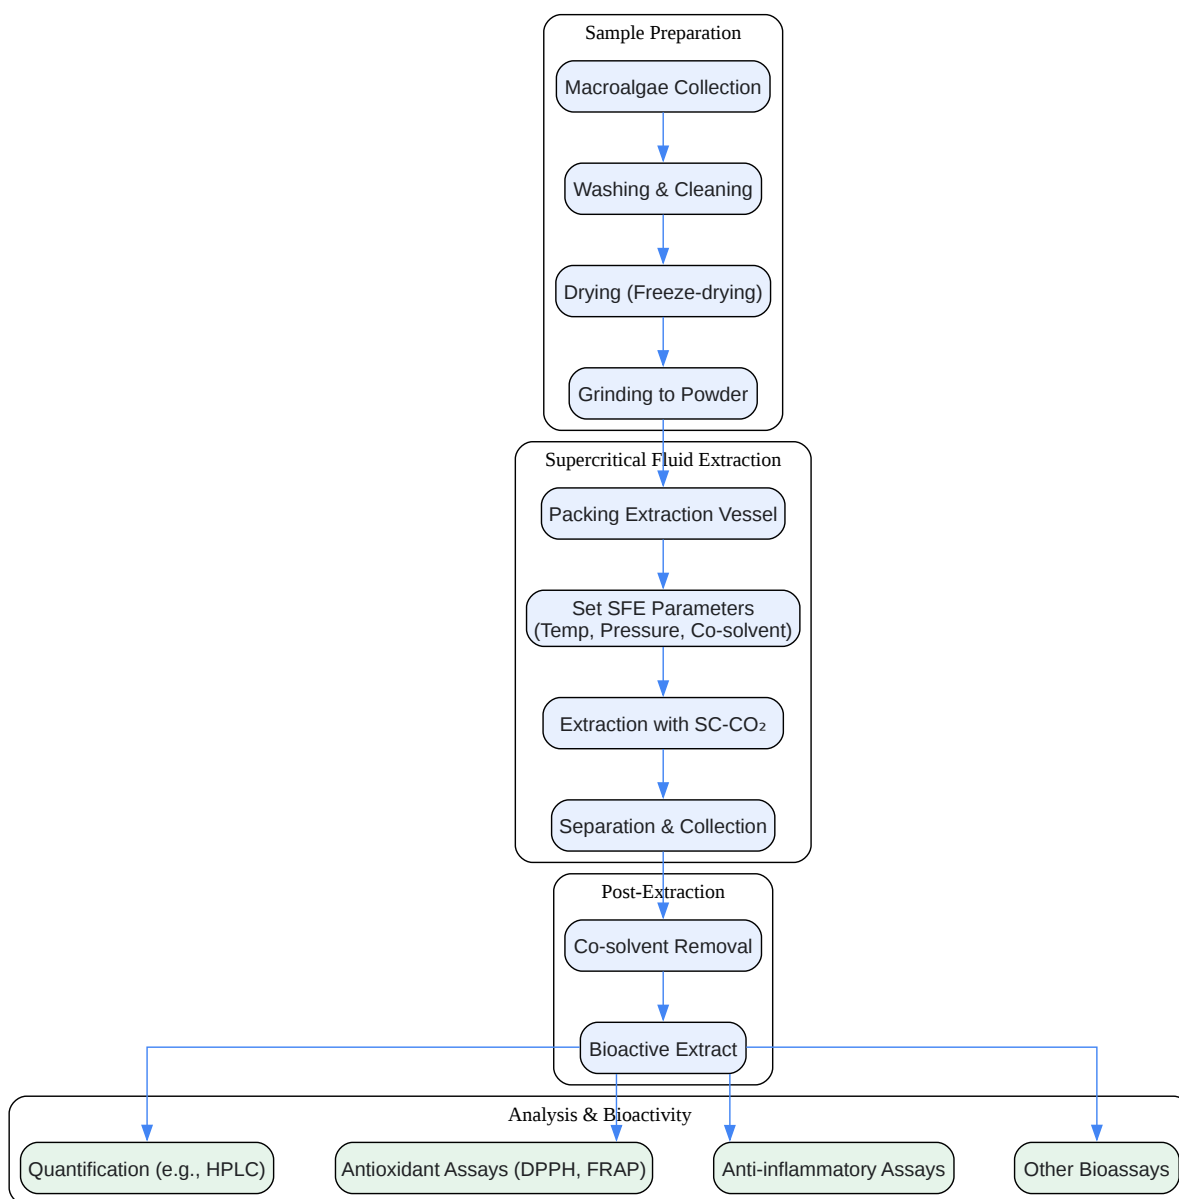 Sample Preparation
Macroalgae Collection
Washing & Cleaning
Drying (Freeze-drying)
Grinding to Powder
Supercritical Fluid Extraction
Packing Extraction Vessel
Set SFE Parameters
(Temp, Pressure, Co-solvent)
Extraction with SC-CO₂
Separation & Collection
Post-Extraction
Co-solvent Removal
Bioactive Extract
Analysis & Bioactivity
Quantification (e.g., HPLC)
Antioxidant Assays (DPPH, FRAP)
Anti-inflammatory Assays
Other Bioassays